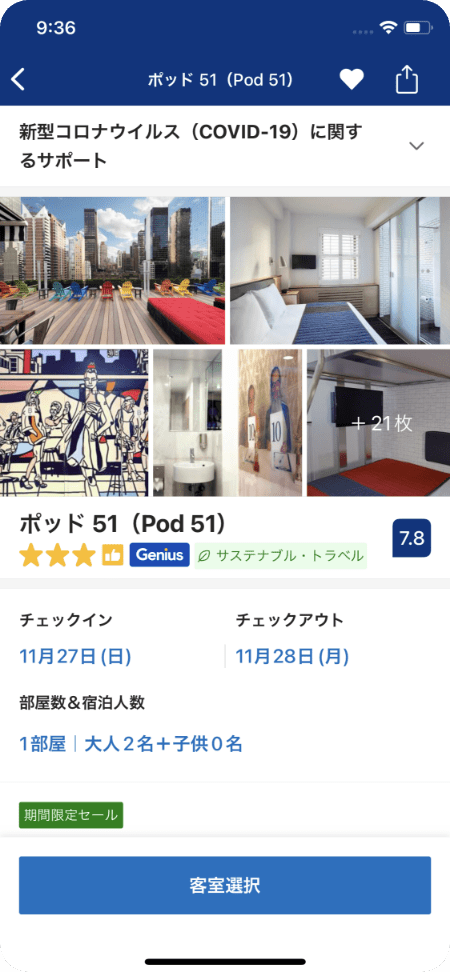 9:36
ポッド 51（Pod 51）
新型コロナウイルス（COVID-19）に関す
るサポート
10
＋21枚
ポッド 51（Pod 51）
Genius
サステナブル・トラベル
7.8
チェックイン
チェックアウト
11月27日 (日)
11月28日 (月)
部屋数＆宿泊人数
1部屋｜大人２名＋子供０名
期間限定セール
客室選択